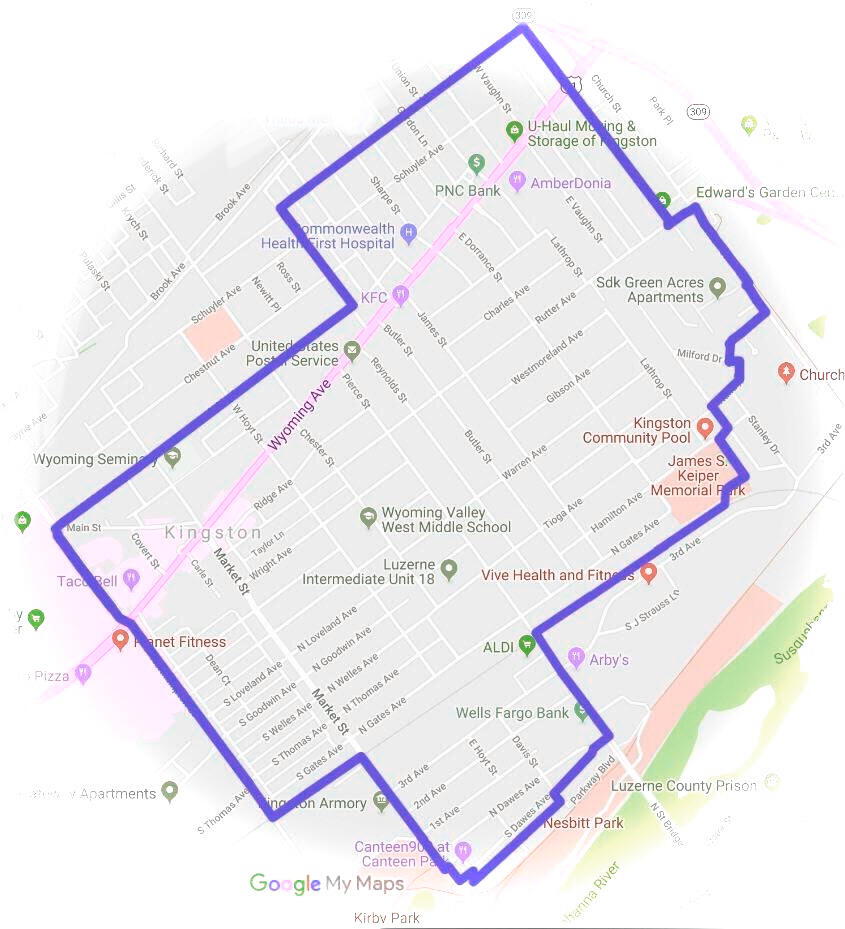 309
Union St
W Vaughn St
Church St
Park Pl
309
Gordon Ln
U-Haul Moving &
Storage of Kingston
Schuyler Ave
PNC Bank
AmberDonia
Sharpe St
Edward's Garden Cen...
Brook Ave
Krych St
E Vaughn St
Commonwealth
Health First Hospital
E Dorrance St
Lathrop St
Pulaski St
Brook Ave
Ross St
Newitt Pl
Sdk Green Acres
Apartments
KFC
Charles Ave
Rutter Ave
Schuyler Ave
James St
Butler St
United States
Postal Service
Westmoreland Ave
Milford Dr
Chestnut Ave
Pierce St
Reynolds St
Gibson Ave
Lathrop St
Church
Wyoming Ave
W Hoyt St
Kingston
Community Pool
Stanley Dr
3rd Ave
Chester St
Butler St
Warren Ave
Wyoming Seminary
James S.
Keiper
Memorial Park
Ridge Ave
Wyoming Valley
West Middle School
Tioga Ave
Hamilton Ave
Main St
Kingston
N Gates Ave
Covert St
Taylor Ln
Wright Ave
3rd Ave
Carle St
Market St
Luzerne
Intermediate Unit 18
Vive Health and Fitness
Taco Bell
S J Strauss Ln
Planet Fitness
N Loveland Ave
N Goodwin Ave
ALDI
Arby's
Susquehanna
Pizza
Dean Ct
N Welles Ave
S Loveland Ave
N Thomas Ave
S Goodwin Ave
Market St
N Gates Ave
S Welles Ave
Wells Fargo Bank
S Thomas Ave
S Gates Ave
E Hoyt St
Davis St
3rd Ave
Parkway Blvd
Luzerne County Prison
Apartments
2nd Ave
N Dawes Ave
Kingston Armory
N St Bridge
S Thomas Ave
1st Ave
S Dawes Ave
Nesbitt Park
Canteen900 at
Canteen Park
Google My Maps
hanna River
Kirby Park